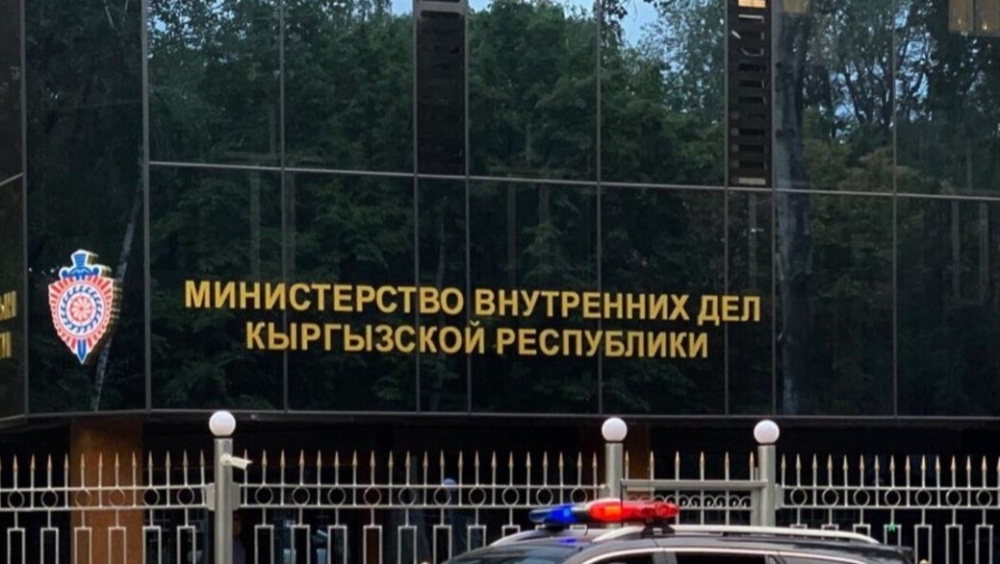 МИНИСТЕРСТВО ВНУТРЕННИХ ДЕЛ
КЫРГЫЗСКОЙ РЕСПУБЛИКИ